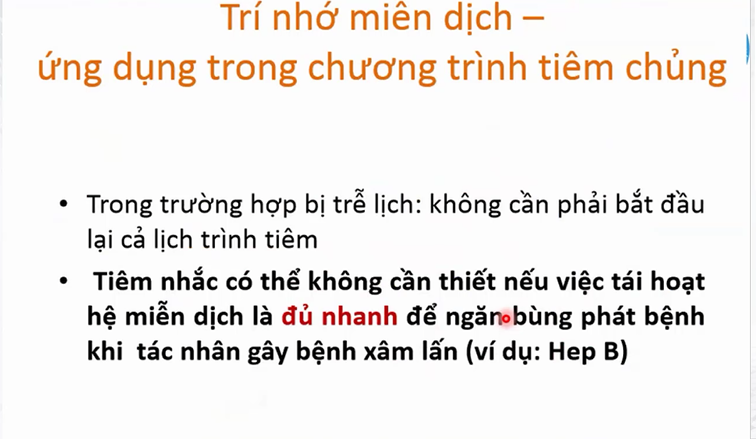 Trí nhớ miễn dịch –
ứng dụng trong chương trình tiêm chủng
• Trong trường hợp bị trễ lịch: không cần phải bắt đầu
lại cả lịch trình tiêm
• Tiêm nhắc có thể không cần thiết nếu việc tái hoạt
hệ miễn dịch là đủ nhanh để ngăn bùng phát bệnh
khi tác nhân gây bệnh xâm lấn (ví dụ: Hep B)